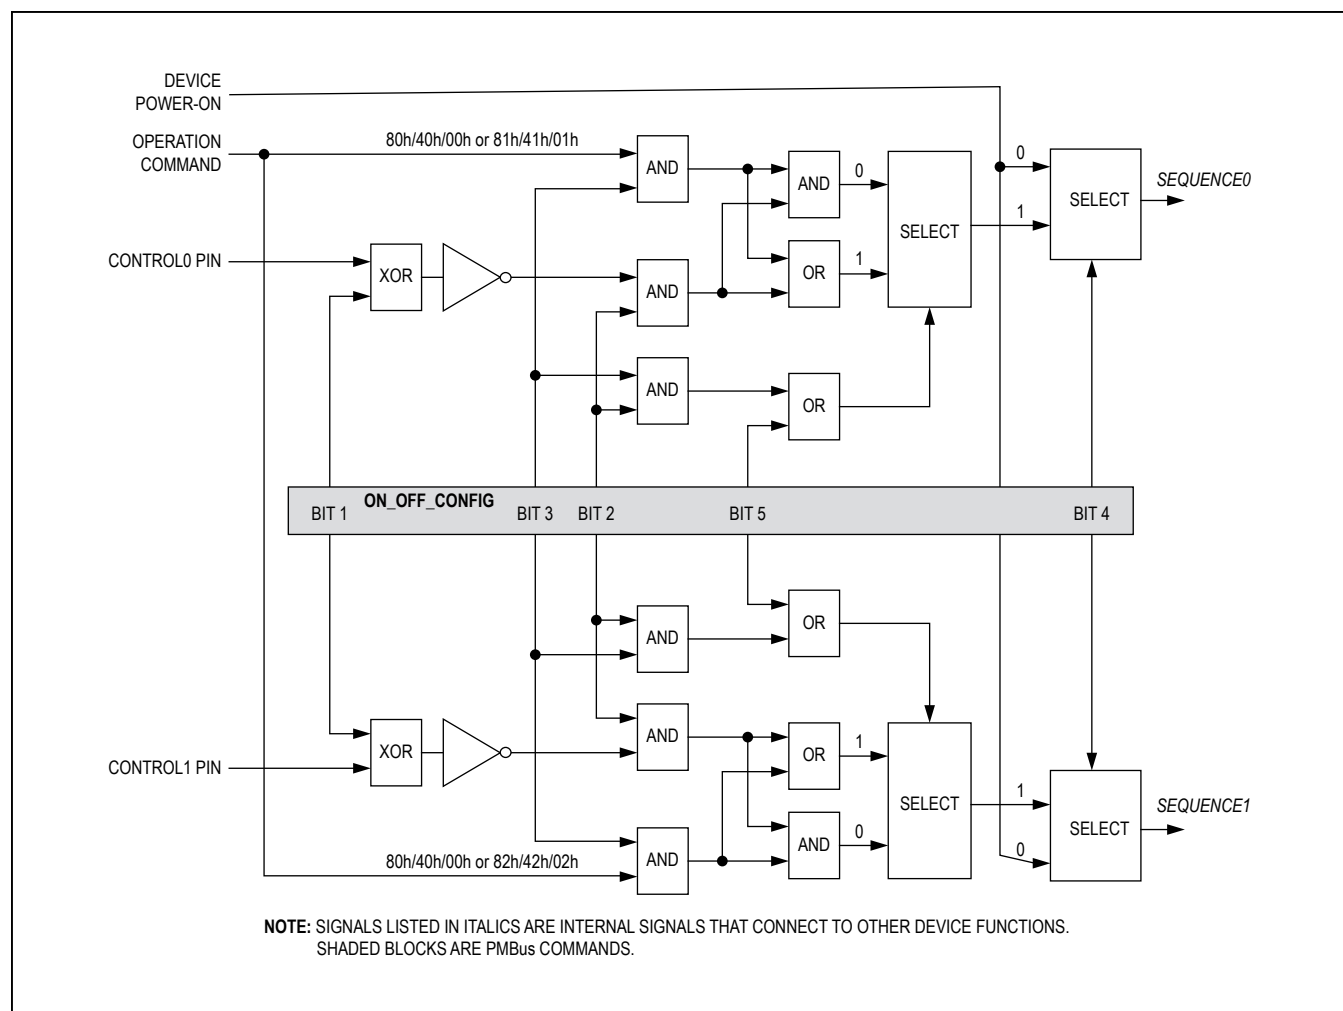 DEVICE
POWER-ON
OPERATION
COMMAND
80h/40h/00h or 81h/41h/01h
AND
AND
0
0
SELECT
SEQUENCE0
1
SELECT
CONTROL0 PIN
XOR
AND
OR
1
AND
OR
ON_OFF_CONFIG
BIT 1
BIT 3
BIT 2
BIT 5
BIT 4
AND
OR
XOR
AND
OR
1
CONTROL1 PIN
SELECT
1
SELECT
SEQUENCE1
80h/40h/00h or 82h/42h/02h
AND
AND
0
0
NOTE: SIGNALS LISTED IN ITALICS ARE INTERNAL SIGNALS THAT CONNECT TO OTHER DEVICE FUNCTIONS.
SHADED BLOCKS ARE PMBus COMMANDS.